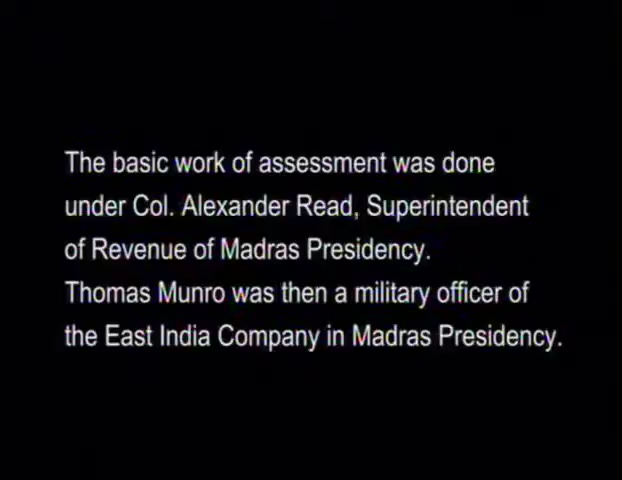 The basic work of assessment was done
under Col. Alexander Read, Superintendent
of Revenue of Madras Presidency.
Thomas Munro was then a military officer of
the East India Company in Madras Presidency.